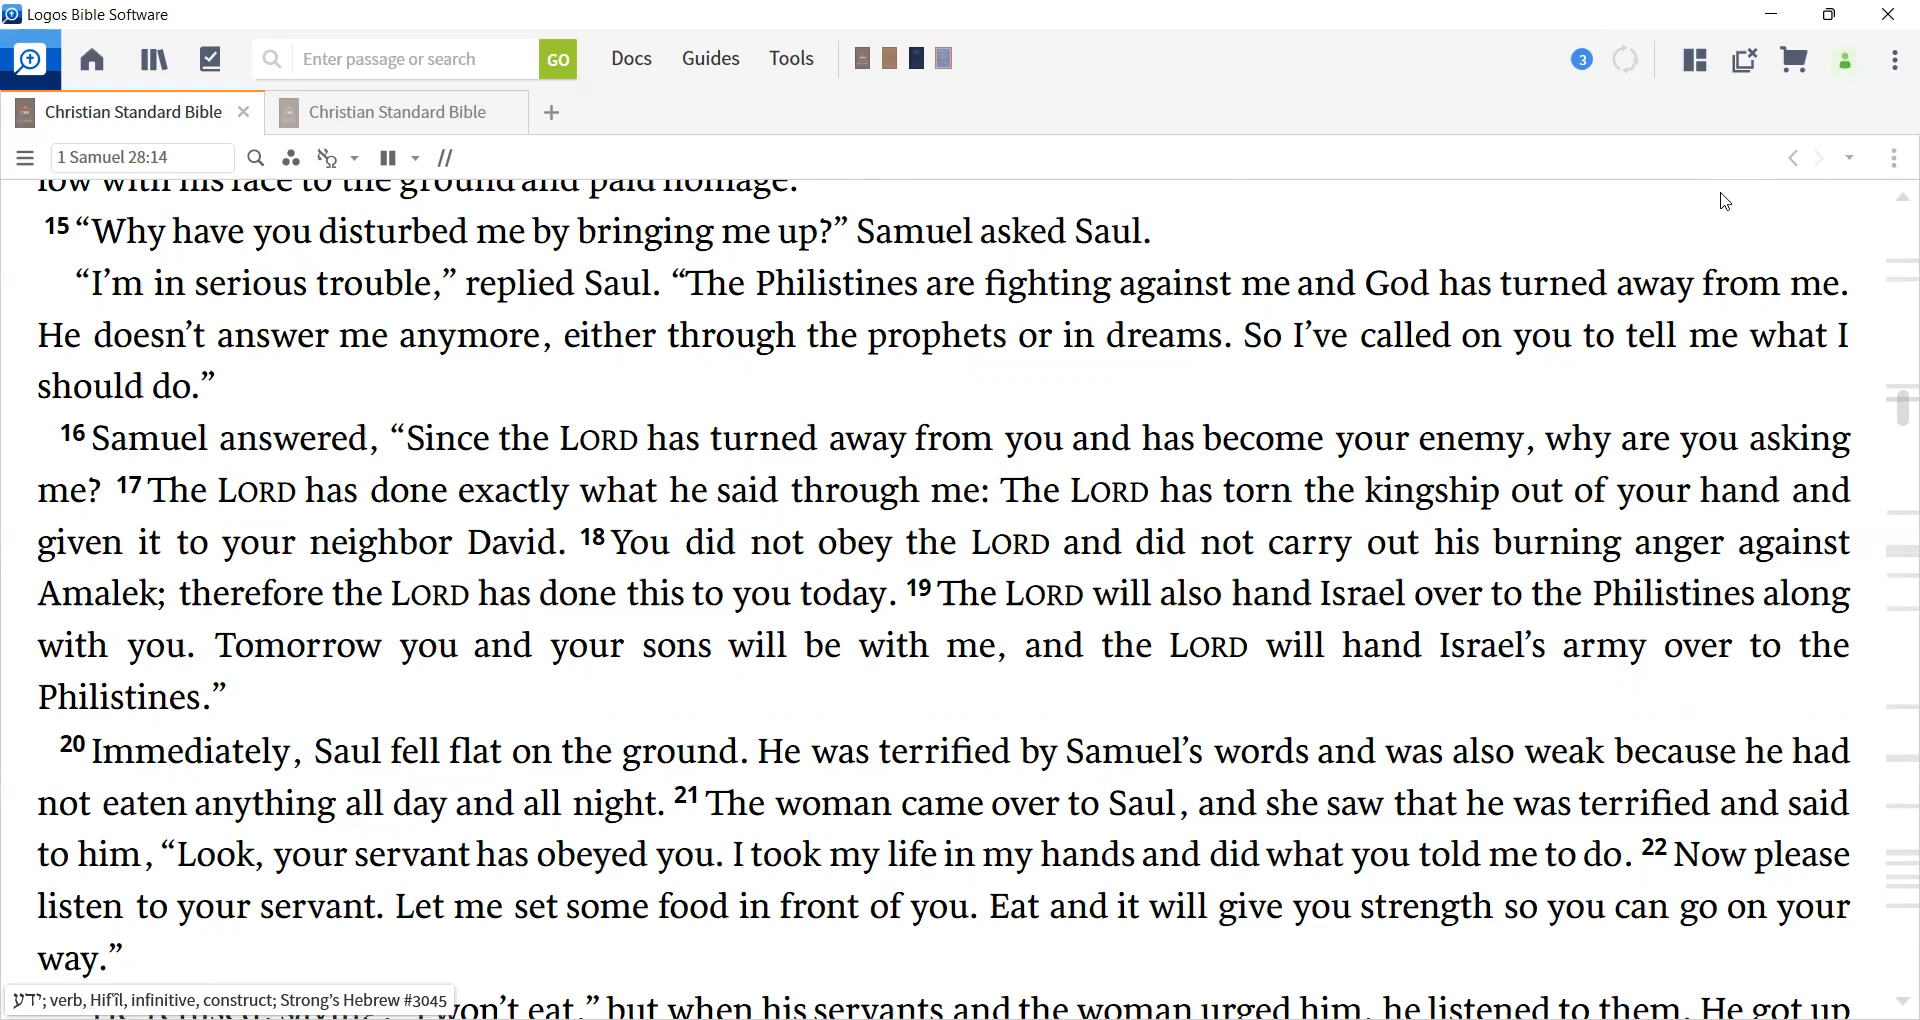 Logos Bible Software
Enter passage or search GO Docs Guides Tools 3
Christian Standard Bible Christian Standard Bible
1 Samuel 28:14
low with his face to the ground and paid homage.
15 “Why have you disturbed me by bringing me up?” Samuel asked Saul.
“I’m in serious trouble,” replied Saul. “The Philistines are fighting against me and God has turned away from me.
He doesn’t answer me anymore, either through the prophets or in dreams. So I’ve called on you to tell me what I
should do.”
16 Samuel answered, “Since the LORD has turned away from you and has become your enemy, why are you asking
me? 17 The LORD has done exactly what he said through me: The LORD has torn the kingship out of your hand and
given it to your neighbor David. 18 You did not obey the LORD and did not carry out his burning anger against
Amalek; therefore the LORD has done this to you today. 19 The LORD will also hand Israel over to the Philistines along
with you. Tomorrow you and your sons will be with me, and the LORD will hand Israel’s army over to the
Philistines.”
20 Immediately, Saul fell flat on the ground. He was terrified by Samuel’s words and was also weak because he had
not eaten anything all day and all night. 21 The woman came over to Saul, and she saw that he was terrified and said
to him, “Look, your servant has obeyed you. I took my life in my hands and did what you told me to do. 22 Now please
listen to your servant. Let me set some food in front of you. Eat and it will give you strength so you can go on your
way.”
ידע; verb, Hifʿîl, infinitive, construct; Strong’s Hebrew #3045
won’t eat,” but when his servants and the woman urged him, he listened to them. He got up